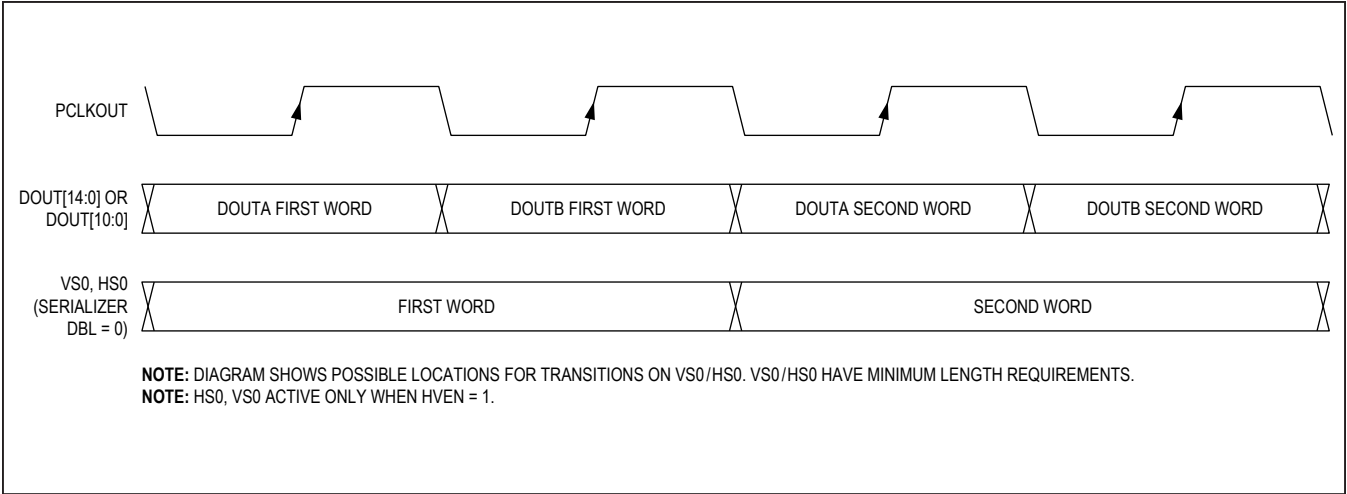 PCLKOUT
DOUT[14:0] OR
DOUT[10:0]
DOUTA FIRST WORD
DOUTB FIRST WORD
DOUTA SECOND WORD
DOUTB SECOND WORD
VS0, HS0
(SERIALIZER
DBL = 0)
FIRST WORD
SECOND WORD
NOTE: DIAGRAM SHOWS POSSIBLE LOCATIONS FOR TRANSITIONS ON VS0/HS0. VS0/HS0 HAVE MINIMUM LENGTH REQUIREMENTS.
NOTE: HS0, VS0 ACTIVE ONLY WHEN HVEN = 1.